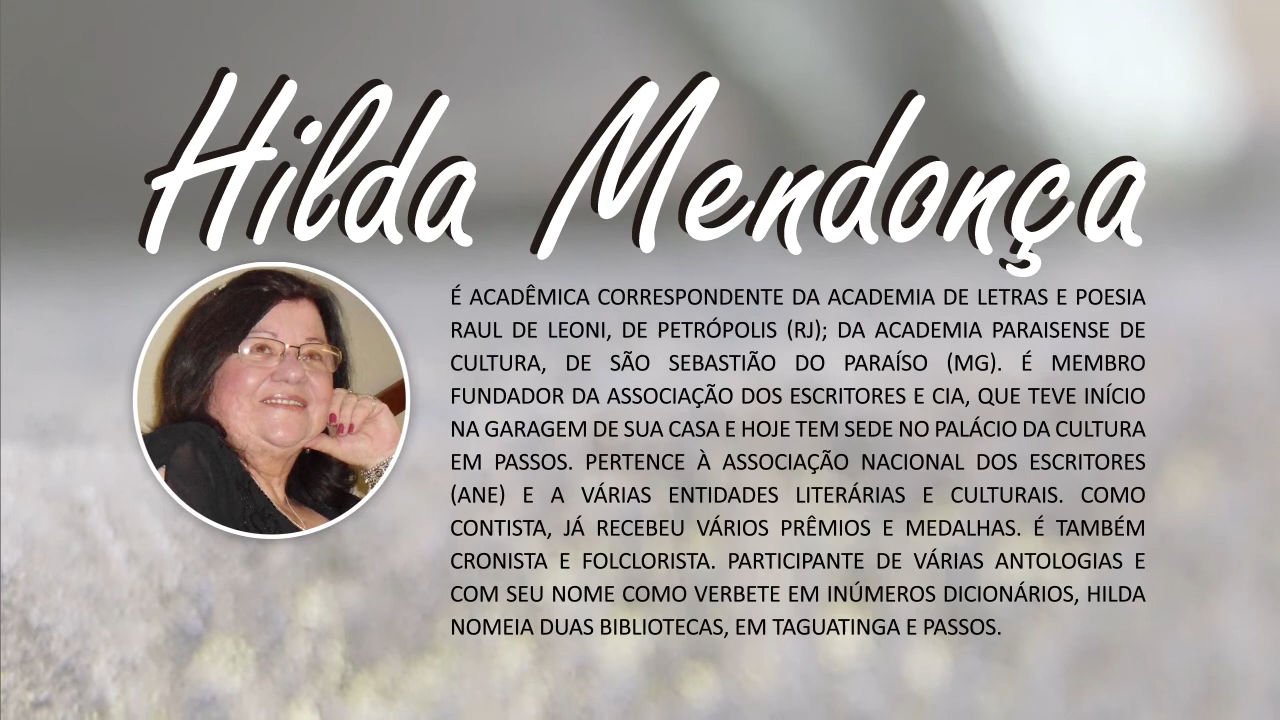 Hilda Mendonça
É ACADÊMICA CORRESPONDENTE DA ACADEMIA DE LETRAS E POESIA
RAUL DE LEONI, DE PETRÓPOLIS (RJ); DA ACADEMIA PARAISENSE DE
CULTURA, DE SÃO SEBASTIÃO DO PARAÍSO (MG). É MEMBRO
FUNDADOR DA ASSOCIAÇÃO DOS ESCRITORES E CIA, QUE TEVE INÍCIO
NA GARAGEM DE SUA CASA E HOJE TEM SEDE NO PALÁCIO DA CULTURA
EM PASSOS. PERTENCE À ASSOCIAÇÃO NACIONAL DOS ESCRITORES
(ANE) E A VÁRIAS ENTIDADES LITERÁRIAS E CULTURAIS. COMO
CONTISTA, JÁ RECEBEU VÁRIOS PRÊMIOS E MEDALHAS. É TAMBÉM
CRONISTA E FOLCLORISTA. PARTICIPANTE DE VÁRIAS ANTOLOGIAS E
COM SEU NOME COMO VERBETE EM INÚMEROS DICIONÁRIOS, HILDA
NOMEIA DUAS BIBLIOTECAS, EM TAGUATINGA E PASSOS.